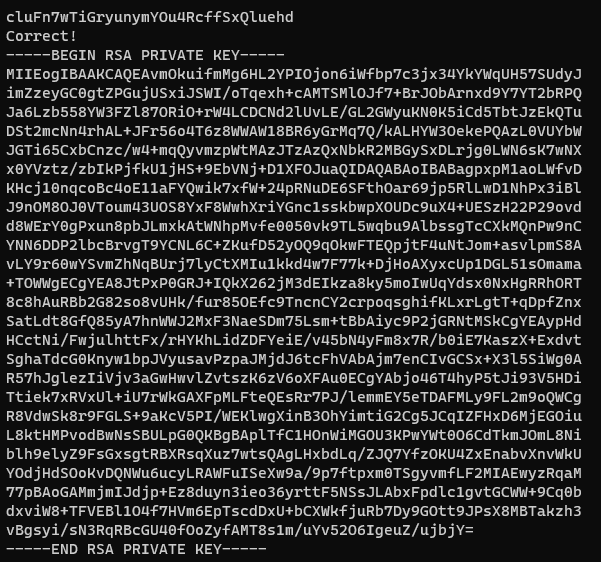 cluFn7wTiGryunymYOu4RcffSxQluehd
Correct!
-----BEGIN RSA PRIVATE KEY-----
MIIEogIBAAKCAQEAvmOkuifmMg6HL2YPIOjon6iWfbp7c3jx34YkYWqUH57SUdyJ
imZzeyGC0gtZPGujUSxiJSWI/oTqexh+cAMTSMlOJf7+BrJObArnxd9Y7YT2bRPQ
Ja6Lzb558YW3FZl87ORiO+rW4LCDCNd2lUvLE/GL2GWyuKN0K5iCd5TbtJzEkQTu
DSt2mcNn4rhAL+JFr56o4T6z8WWAW18BR6yGrMq7Q/kALHYW3OekePQAzL0VUYbW
JGTi65CxbCnzc/w4+mqQyvmzpWtMAzJTzAzQxNbkR2MBGySxDLrjg0LWN6sK7wNX
x0YVztz/zbIkPjfkU1jHS+9EbVNj+D1XFOJuaQIDAQABAoIBABagpxpM1aoLWfvD
KHcj10nqcoBc4oE11aFYQwik7xfW+24pRNuDE6SFthOar69jp5RlLwD1NhPx3iBl
J9nOM8OJ0VToum43UOS8YxF8WwhXriYGnc1sskbwpXOUDc9uX4+UESzH22P29ovd
d8WErY0gPxun8pbJLmxkAtWNhpMvfe0050vk9TL5wqbu9AlbssgTcCXkMQnPw9nC
YNN6DDP2lbcBrvgT9YCNL6C+ZKufD52yOQ9qOkwFTEQpjtF4uNtJom+asvlpmS8A
vLY9r60wYSvmZhNqBUrj7lyCtXMIu1kkd4w7F77k+DjHoAXyxcUp1DGL51sOmama
+TOWWgECgYEA8JtPxP0GRJ+IQkX262jM3dEIkza8ky5moIwUqYdsx0NxHgRRhORT
8c8hAuRBb2G82so8vUHk/fur85OEfc9TncnCY2crpoqsghifKLxrLgtT+qDpfZnx
SatLdt8GfQ85yA7hnWWJ2MxF3NaeSDm75Lsm+tBbAiyc9P2jGRNtMSkCgYEAypHd
HCctNi/FwjulhttFx/rHYKhLidZDFYeiE/v45bN4yFm8x7R/b0iE7KaszX+Exdvt
SghaTdcG0Knyw1bpJVyusavPzpaJMjdJ6tcFhVAbAjm7enCIvGCSx+X3l5SiWg0A
R57hJglezIiVjv3aGwHwvlZvtszK6zV6oXFAu0ECgYAbjo46T4hyP5tJi93V5HDi
Ttiek7xRVxUl+iU7rWkGAXFpMLFteQEsRr7PJ/lemmEY5eTDAFMLy9FL2m9oQWCg
R8VdwSk8r9FGLS+9aKcV5PI/WEKlwgXinB3OhYimtiG2Cg5JCqIZFHxD6MjEGOiu
L8ktHMPvodBwNsSBULpG0QKBgBAplTfC1HOnWiMGOU3KPwYWt0O6CdTkmJOmL8Ni
blh9elyZ9FsGxsgtRBXRsqXuz7wtsQAgLHxbdLq/ZJQ7YfzOKU4ZxEnabvXnvWkU
YOdjHdSOoKvDQNWu6ucyLRAWFuISeXw9a/9p7ftpxm0TSgyvmfLF2MIAEwyzRqaM
77pBAoGAMmjmIJdjp+Ez8duyn3ieo36yrttF5NSsJLAbxFpdlc1gvtGCWW+9Cq0b
dxviW8+TFVEBl1O4f7HVm6EpTscdDxU+bCXWkfjuRb7Dy9GOtt9JPsX8MBTakzh3
vBgsyi/sN3RqRBcGU40fOoZyfAMT8s1m/uYv52O6IgeuZ/ujbjY=
-----END RSA PRIVATE KEY-----